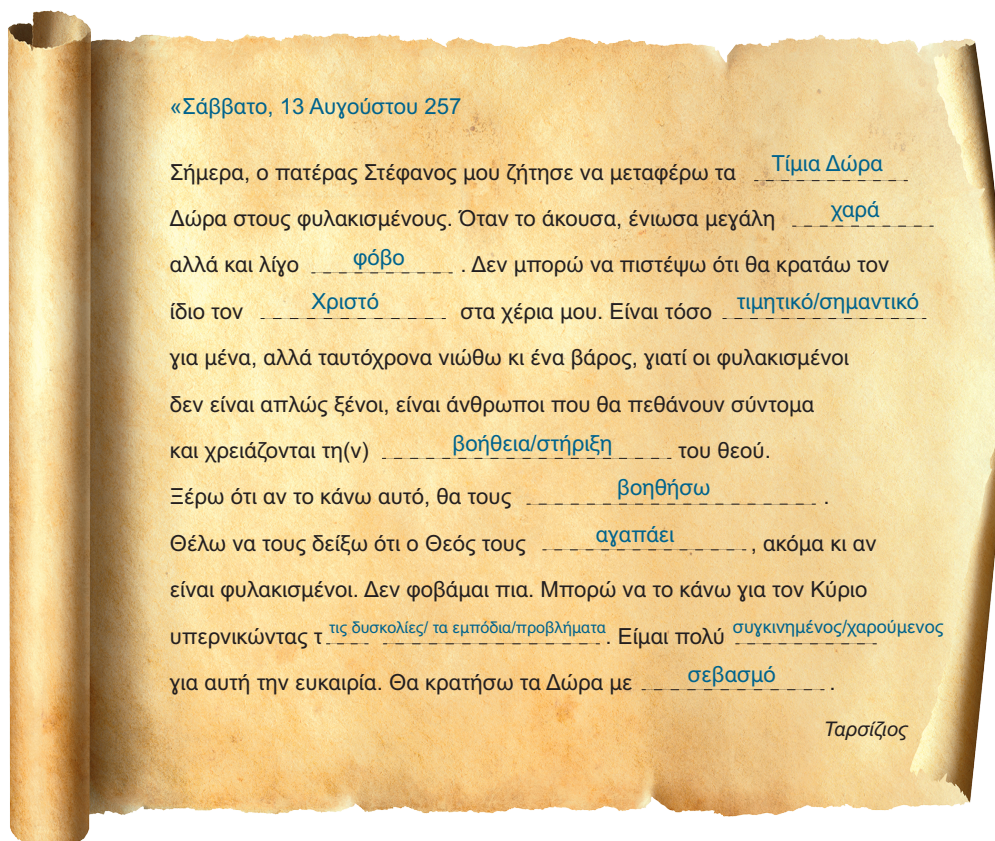 «Σάββατο, 13 Αυγούστου 257
Σήμερα, ο πατέρας Στέφανος μου ζήτησε να μεταφέρω τα Τίμια Δώρα
Δώρα στους φυλακισμένους. Όταν το άκουσα, ένιωσα μεγάλη χαρά
αλλά και λίγο φόβο . Δεν μπορώ να πιστέψω ότι θα κρατάω τον
ίδιο τον Χριστό στα χέρια μου. Είναι τόσο τιμητικό/σημαντικό
για μένα, αλλά ταυτόχρονα νιώθω κι ένα βάρος, γιατί οι φυλακισμένοι
δεν είναι απλώς ξένοι, είναι άνθρωποι που θα πεθάνουν σύντομα
και χρειάζονται τη(ν) βοήθεια/στήριξη του θεού.
Ξέρω ότι αν το κάνω αυτό, θα τους βοηθήσω .
Θέλω να τους δείξω ότι ο Θεός τους αγαπάει , ακόμα κι αν
είναι φυλακισμένοι. Δεν φοβάμαι πια. Μπορώ να το κάνω για τον Κύριο
υπερνικώντας τ τις δυσκολίες/ τα εμπόδια/προβλήματα . Είμαι πολύ συγκινημένος/χαρούμενος
για αυτή την ευκαιρία. Θα κρατήσω τα Δώρα με σεβασμό .
Ταρσίζιος